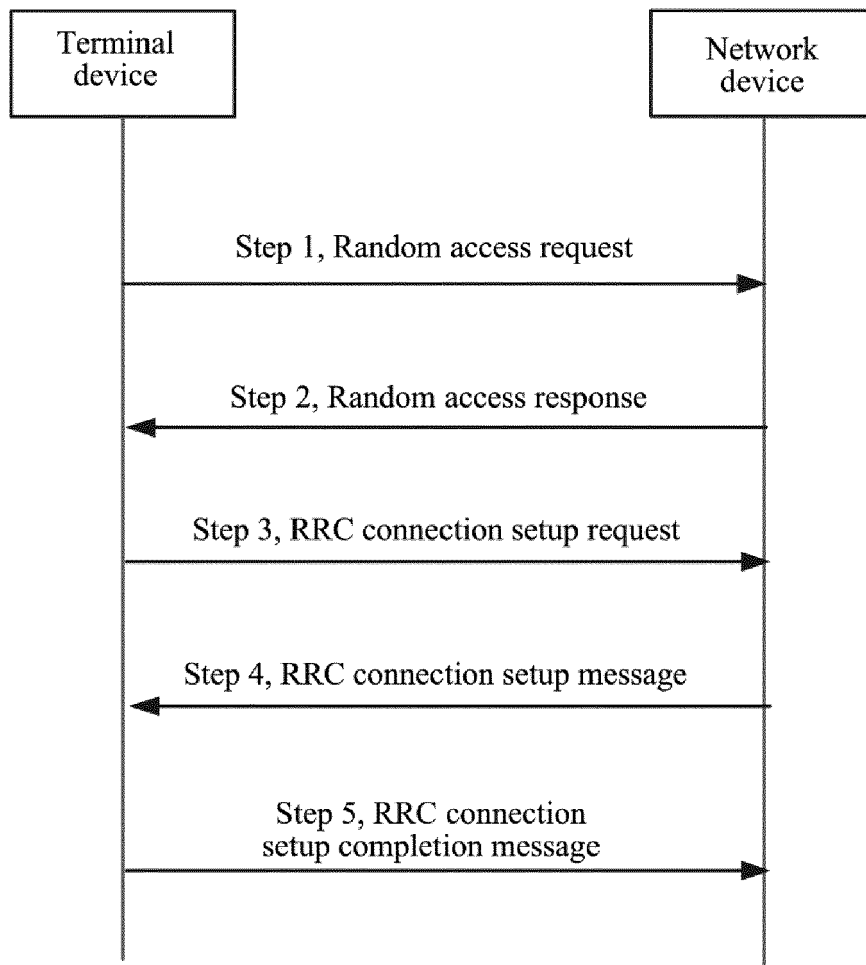 Terminal
device
Network
device
Step 1, Random access request
Step 2, Random access response
Step 3, RRC connection setup request
Step 4, RRC connection setup message
Step 5, RRC connection
setup completion message